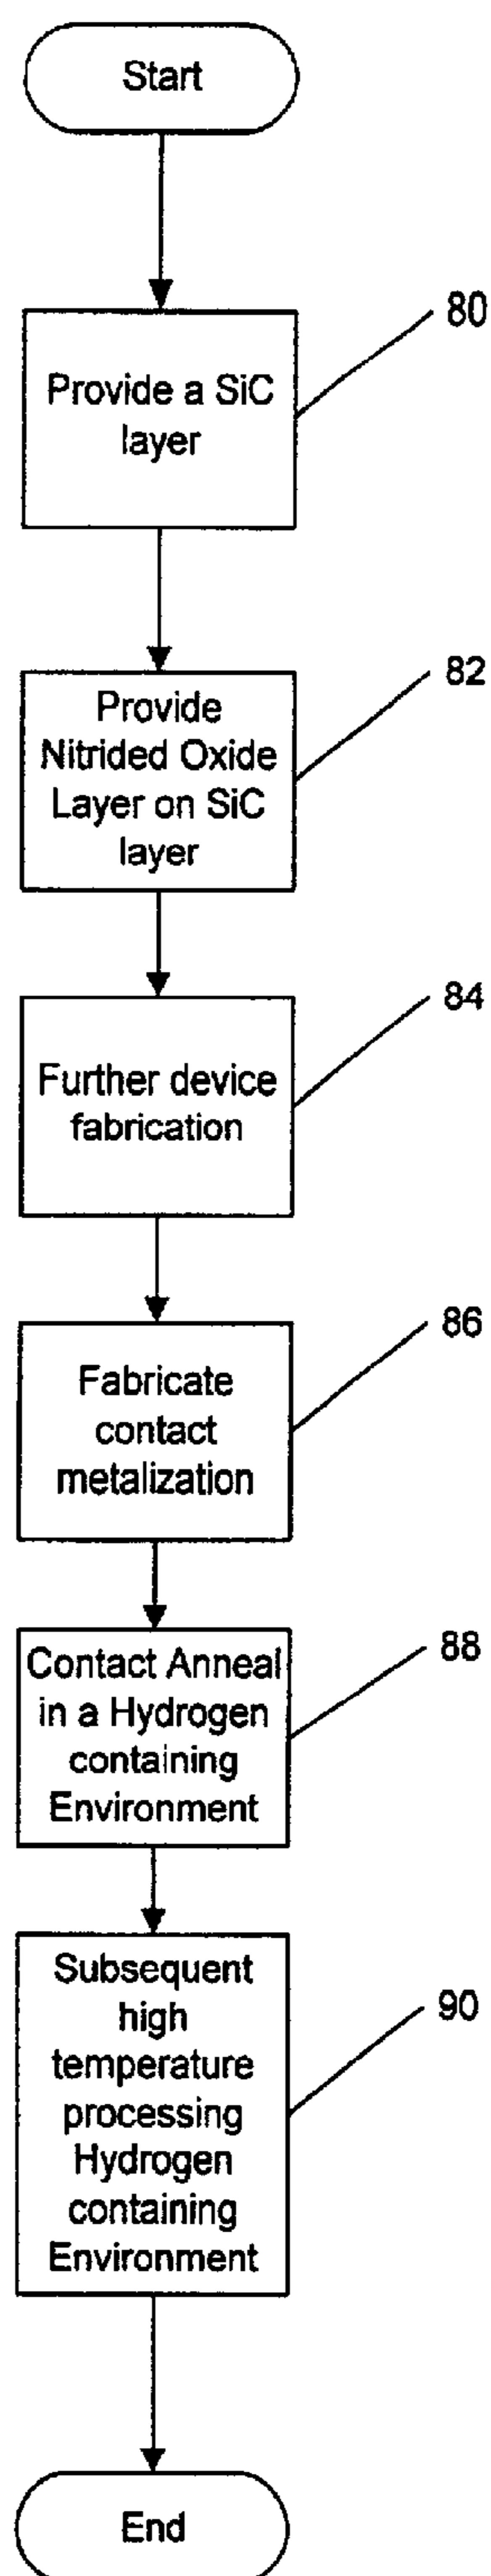 Start
80
Provide a SiC
layer
82
Provide
Nitrided Oxide
Layer on SiC
layer
84
Further device
fabrication
86
Fabricate
contact
metalization
88
Contact Anneal
in a Hydrogen
containing
Environment
90
Subsequent
high
temperature
processing
Hydrogen
containing
Environment
End